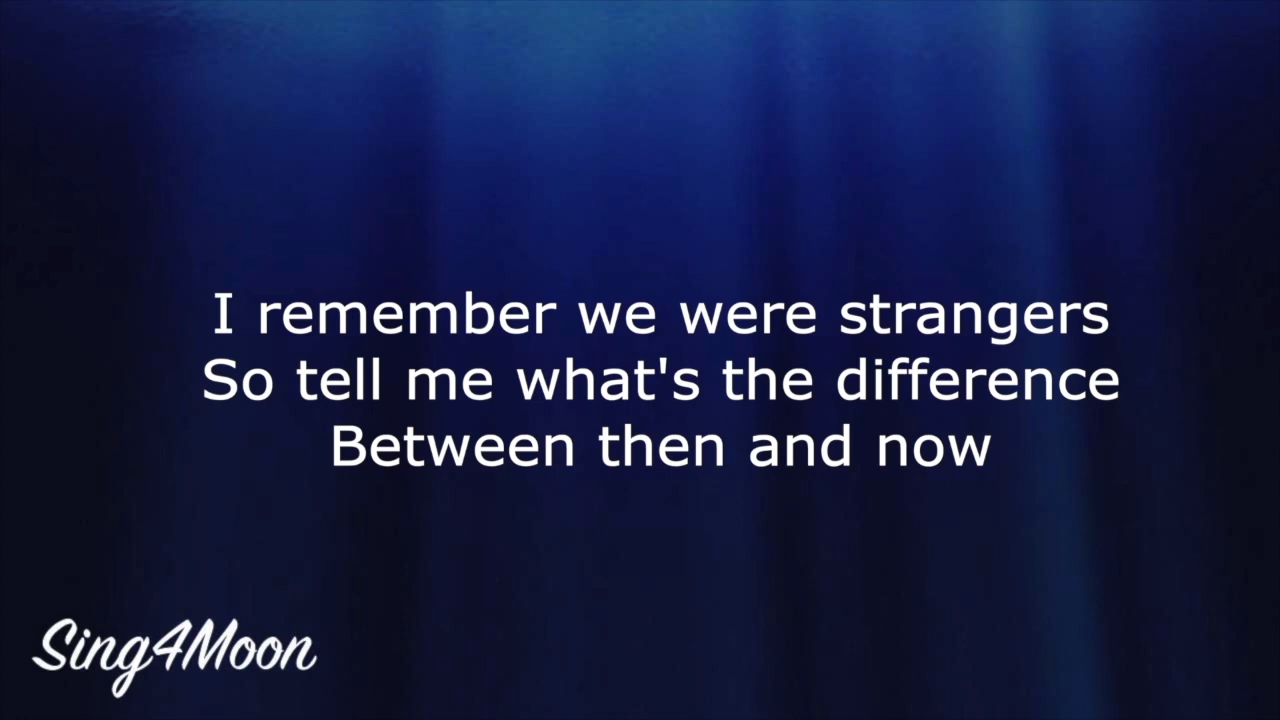 I remember we were strangers
So tell me what's the difference
Between then and now
Sing4Moon